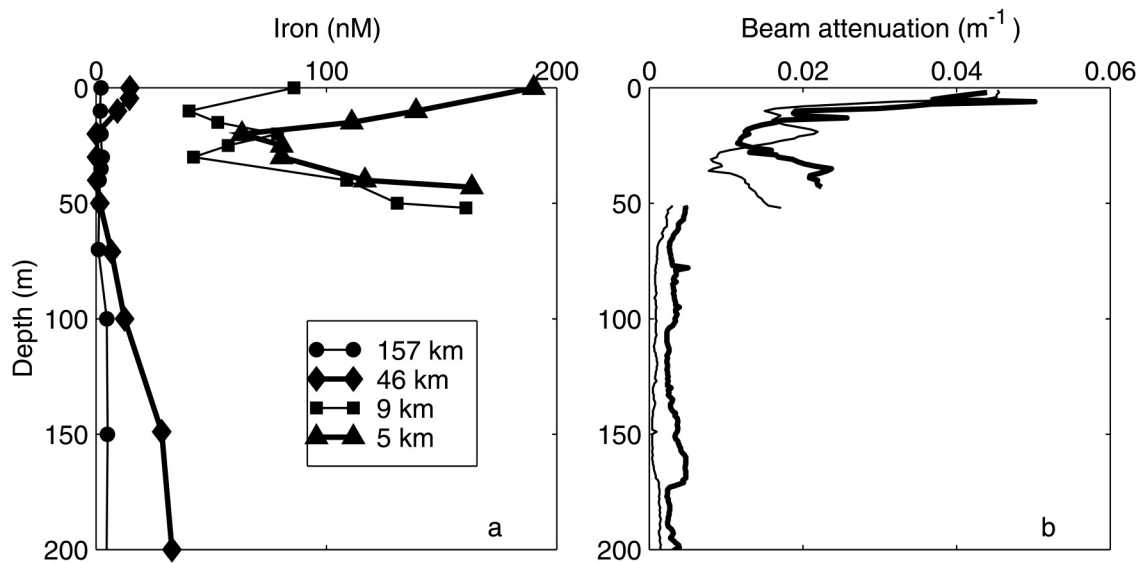 Iron (nM)
0 100 200
Depth (m)
0
50
100
150
200
157 km
46 km
9 km
5 km
a
Beam attenuation (m⁻¹ )
0 0.02 0.04 0.06
0
50
100
150
200
b